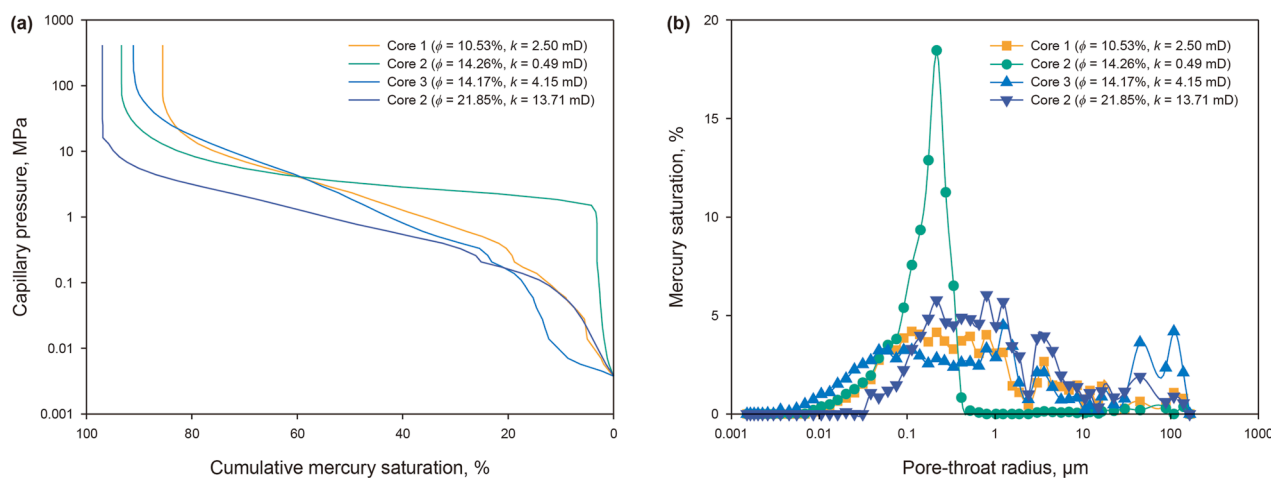 (a)
1000
100
10
1
0.1
0.01
0.001
Capillary pressure, MPa
Core 1 (ϕ = 10.53%, k = 2.50 mD)
Core 2 (ϕ = 14.26%, k = 0.49 mD)
Core 3 (ϕ = 14.17%, k = 4.15 mD)
Core 2 (ϕ = 21.85%, k = 13.71 mD)
100
80
60
40
20
0
Cumulative mercury saturation, %
(b)
20
15
10
5
0
Mercury saturation, %
Core 1 (ϕ = 10.53%, k = 2.50 mD)
Core 2 (ϕ = 14.26%, k = 0.49 mD)
Core 3 (ϕ = 14.17%, k = 4.15 mD)
Core 2 (ϕ = 21.85%, k = 13.71 mD)
0.001
0.01
0.1
1
10
100
1000
Pore-throat radius, μm